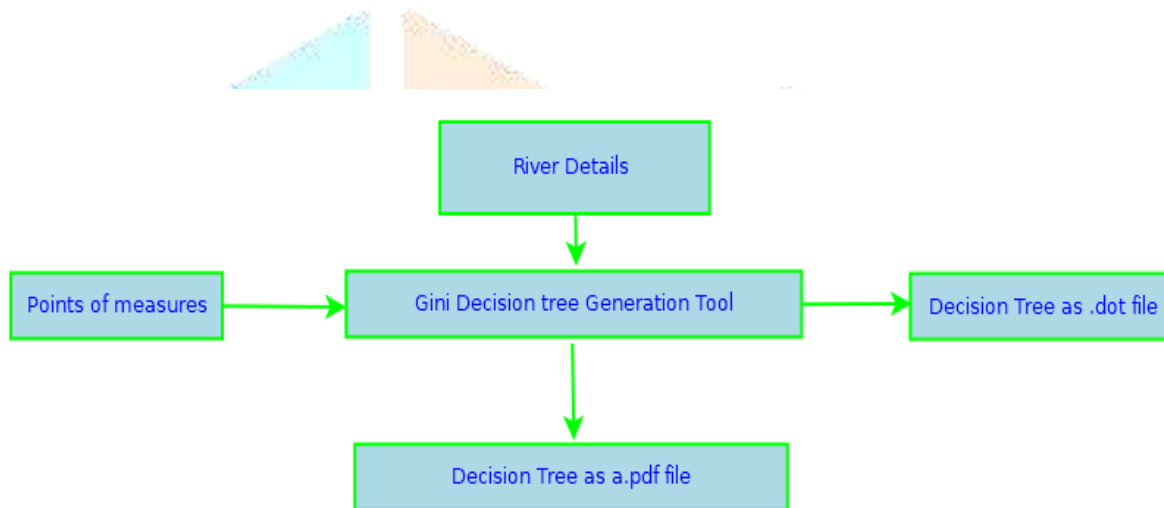 River Details
Points of measures
Gini Decision tree Generation Tool
Decision Tree as .dot file
Decision Tree as a.pdf file